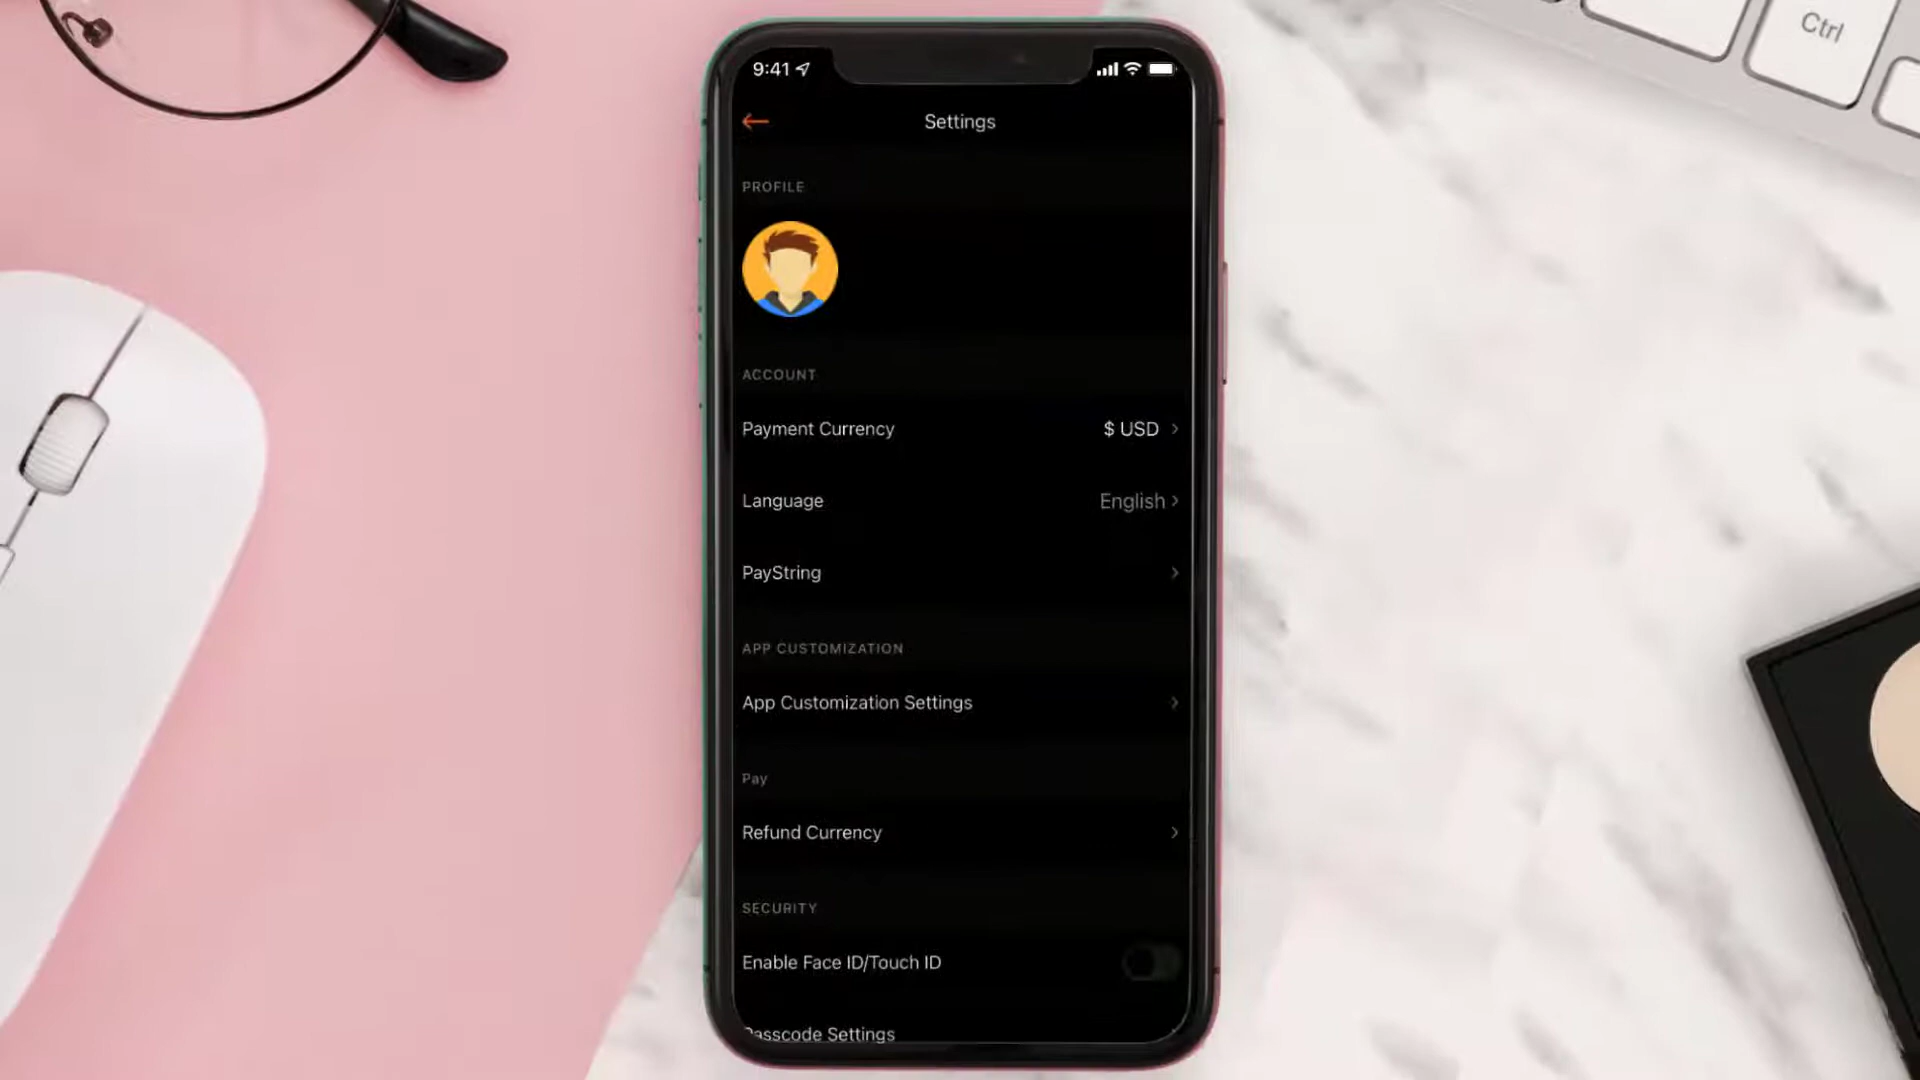 Ctrl
9:41
Settings
PROFILE
ACCOUNT
Payment Currency $ USD
Language English
PayString
APP CUSTOMIZATION
App Customization Settings
Pay
Refund Currency
SECURITY
Enable Face ID/Touch ID
Passcode Settings